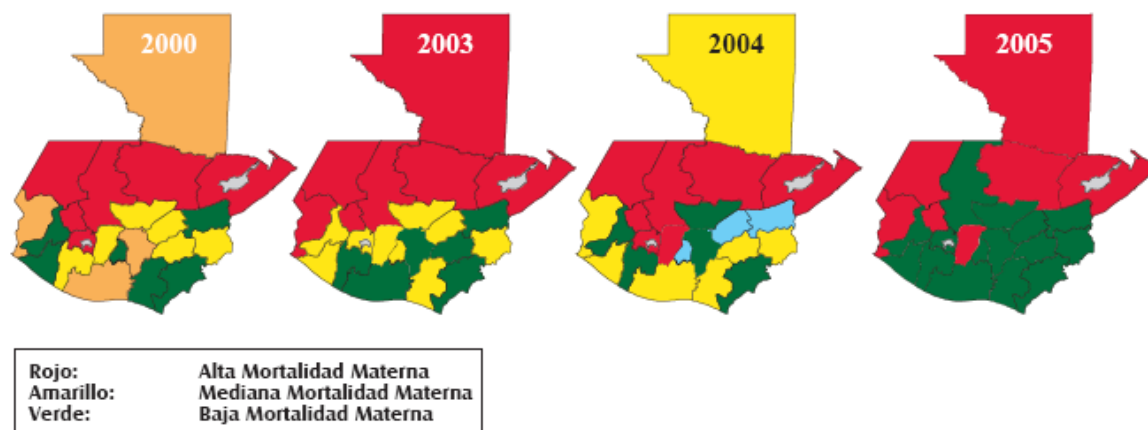 2000 2003 2004 2005
Rojo: Alta Mortalidad Materna
Amarillo: Mediana Mortalidad Materna
Verde: Baja Mortalidad Materna